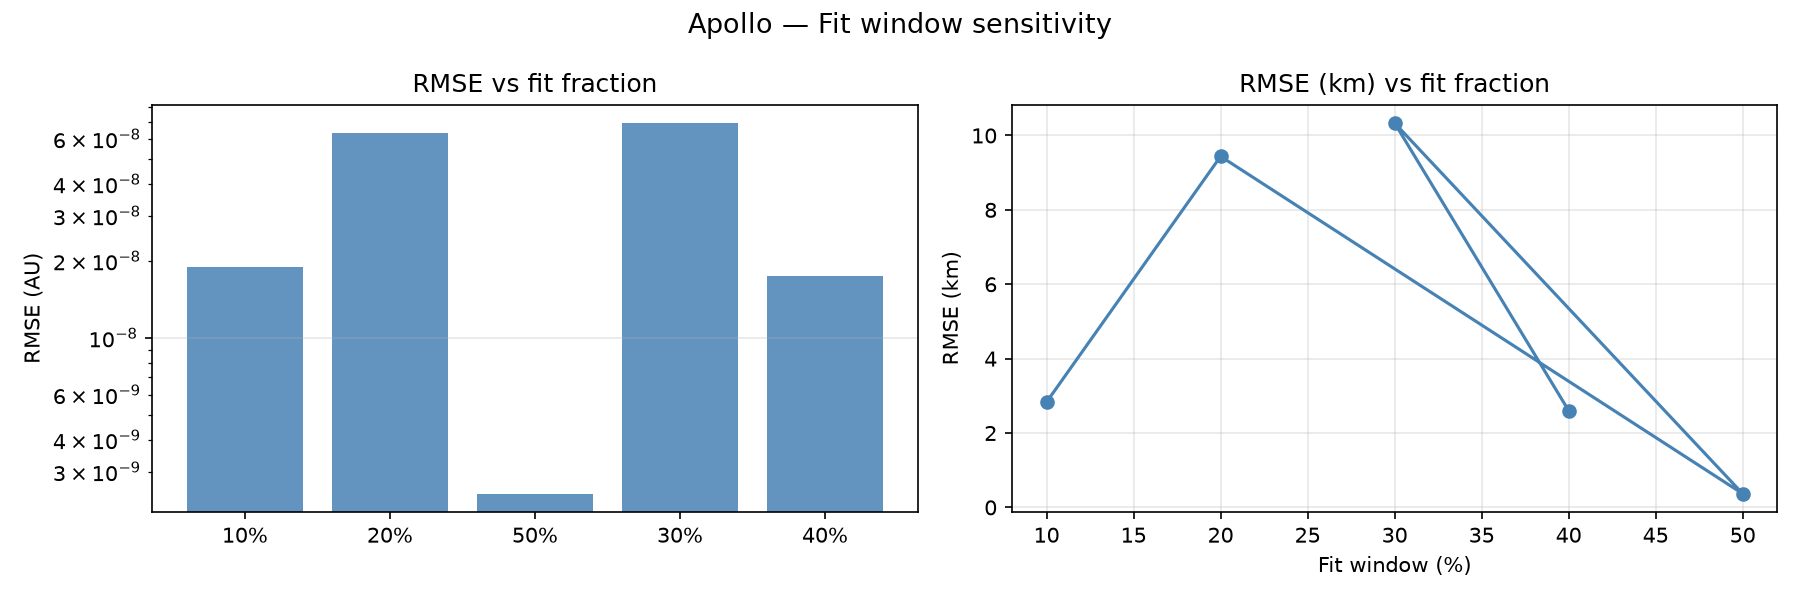 Apollo — Fit window sensitivity
RMSE vs fit fraction
RMSE (AU)
6 × 10⁻⁸
4 × 10⁻⁸
3 × 10⁻⁸
2 × 10⁻⁸
10⁻⁸
6 × 10⁻⁹
4 × 10⁻⁹
3 × 10⁻⁹
10% 20% 50% 30% 40%
RMSE (km) vs fit fraction
RMSE (km)
10
8
6
4
2
0
10 15 20 25 30 35 40 45 50
Fit window (%)